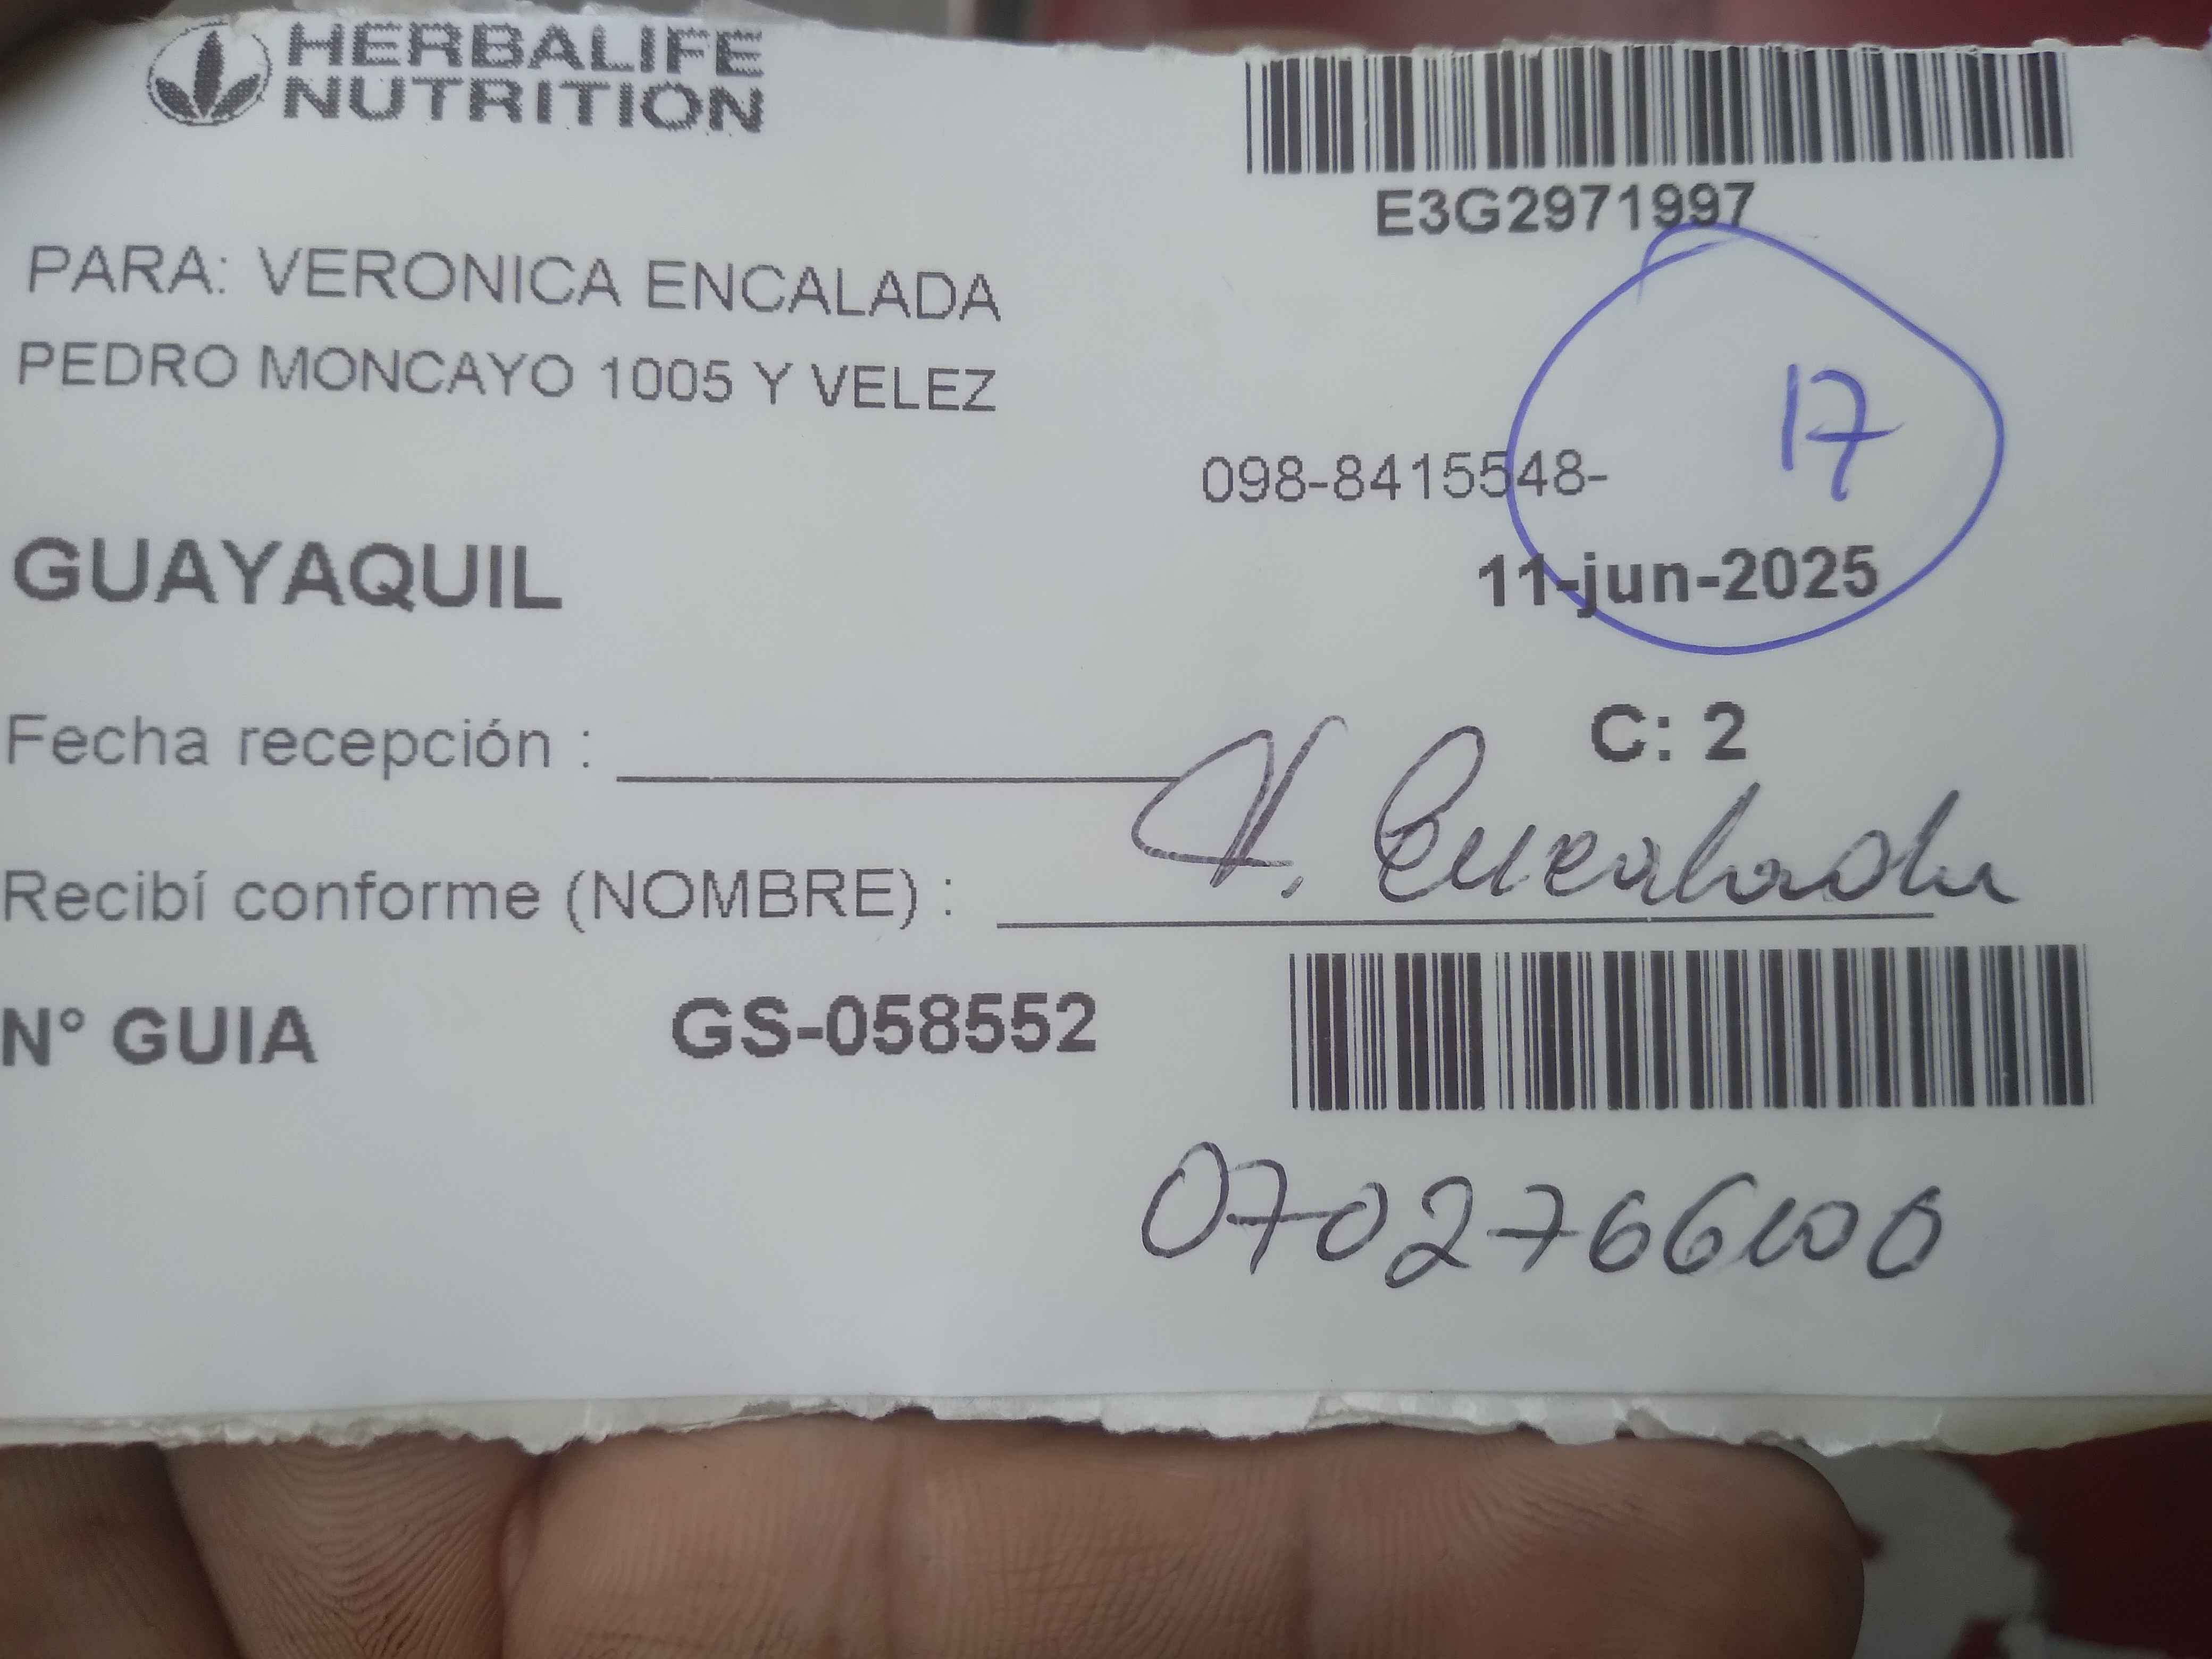 HERBALIFE
NUTRITION
E3G2971997
PARA: VERONICA ENCALADA
PEDRO MONCAYO 1005 Y VELEZ
17
098-8415548-
GUAYAQUIL
11-jun-2025
C: 2
Fecha recepción :
Recibí conforme (NOMBRE) : V. Encalada
N° GUIA GS-058552